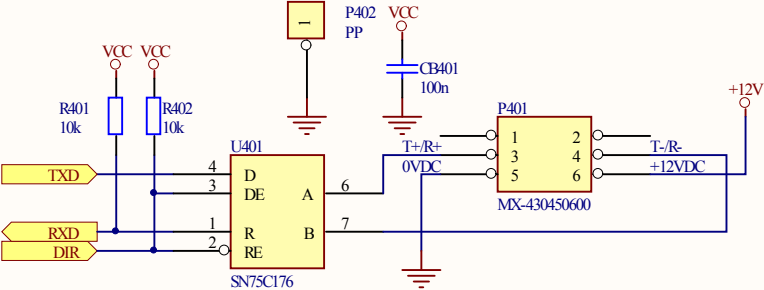 P402
PP
1
VCC
VCC
VCC
CB401
100n
+12V
R401
10k
R402
10k
P401
1
2
T+/R+
3
4
T-/R-
0VDC
5
6
+12VDC
MX-430450600
U401
TXD
4
D
3
DE
A
6
RXD
1
R
B
7
DIR
2
RE
SN75C176